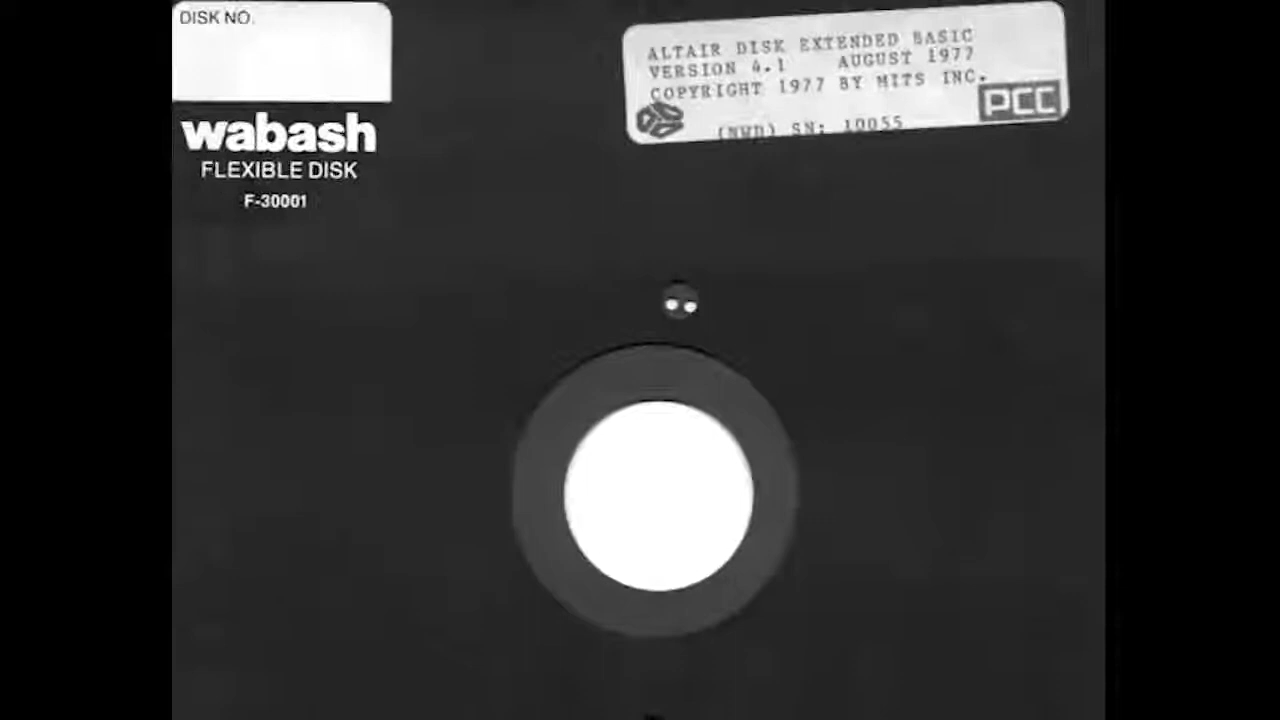 DISK NO.
wabash
FLEXIBLE DISK
F-30001
ALTAIR DISK EXTENDED BASIC
VERSION 4.1 AUGUST 1977
COPYRIGHT 1977 BY MITS INC.
PCC
(NWD) SN: 10055